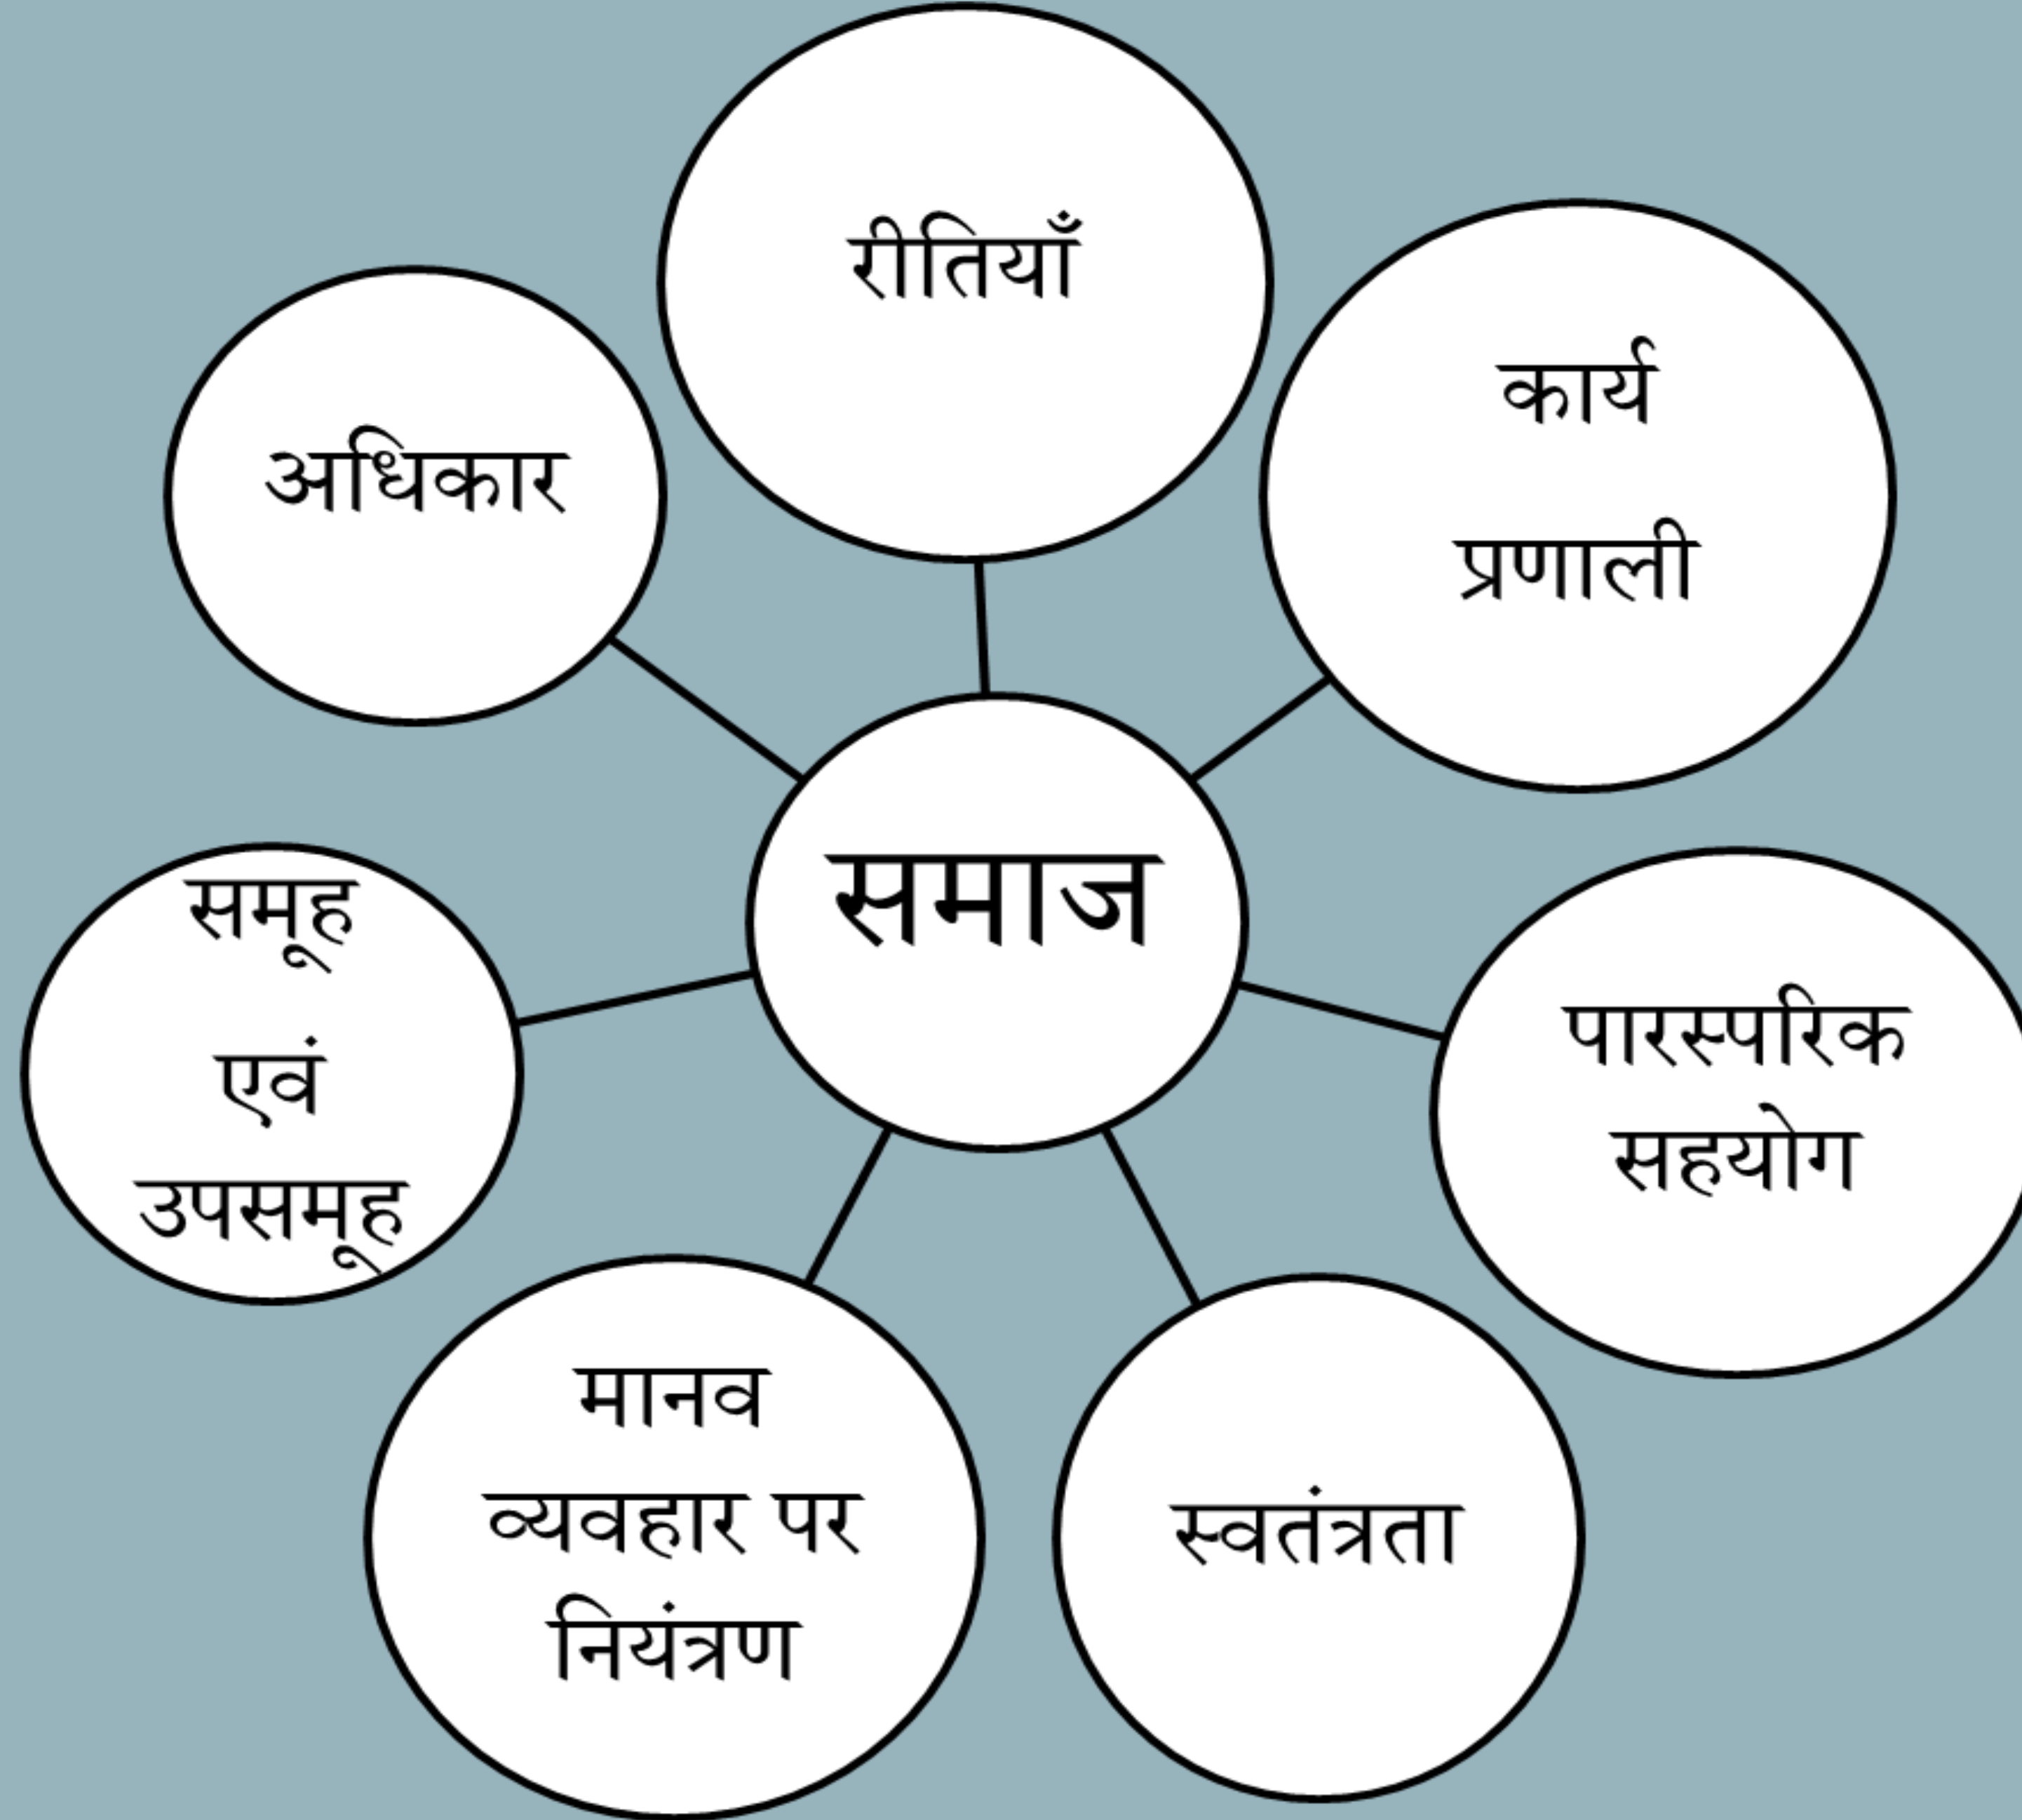 रीतियाँ
कार्य
प्रणाली
अधिकार
समाज
समूह
एवं
उपसमूह
पारस्परिक
सहयोग
मानव
व्यवहार पर
नियंत्रण
स्वतंत्रता